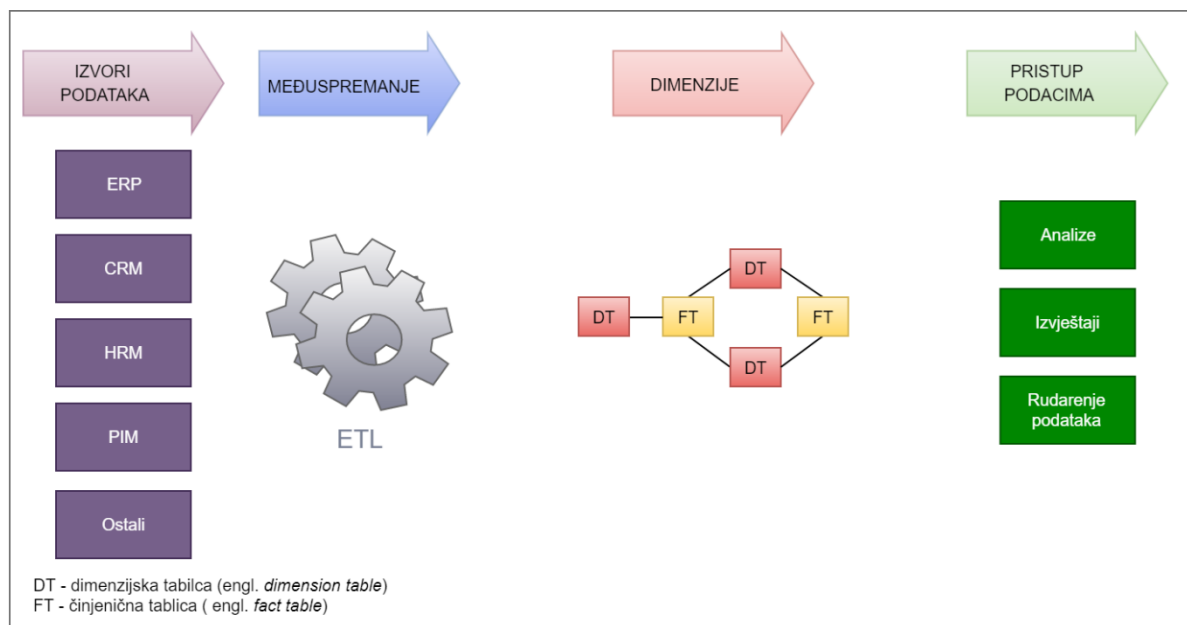 IZVORI
PODATAKA
MEĐUSPREMANJE
DIMENZIJE
PRISTUP
PODACIMA
ERP
CRM
HRM
PIM
Ostali
ETL
DT
DT
FT
FT
DT
Analize
Izvještaji
Rudarenje
podataka
DT - dimenzijska tabilca (engl. dimension table)
FT - činjenična tablica ( engl. fact table)